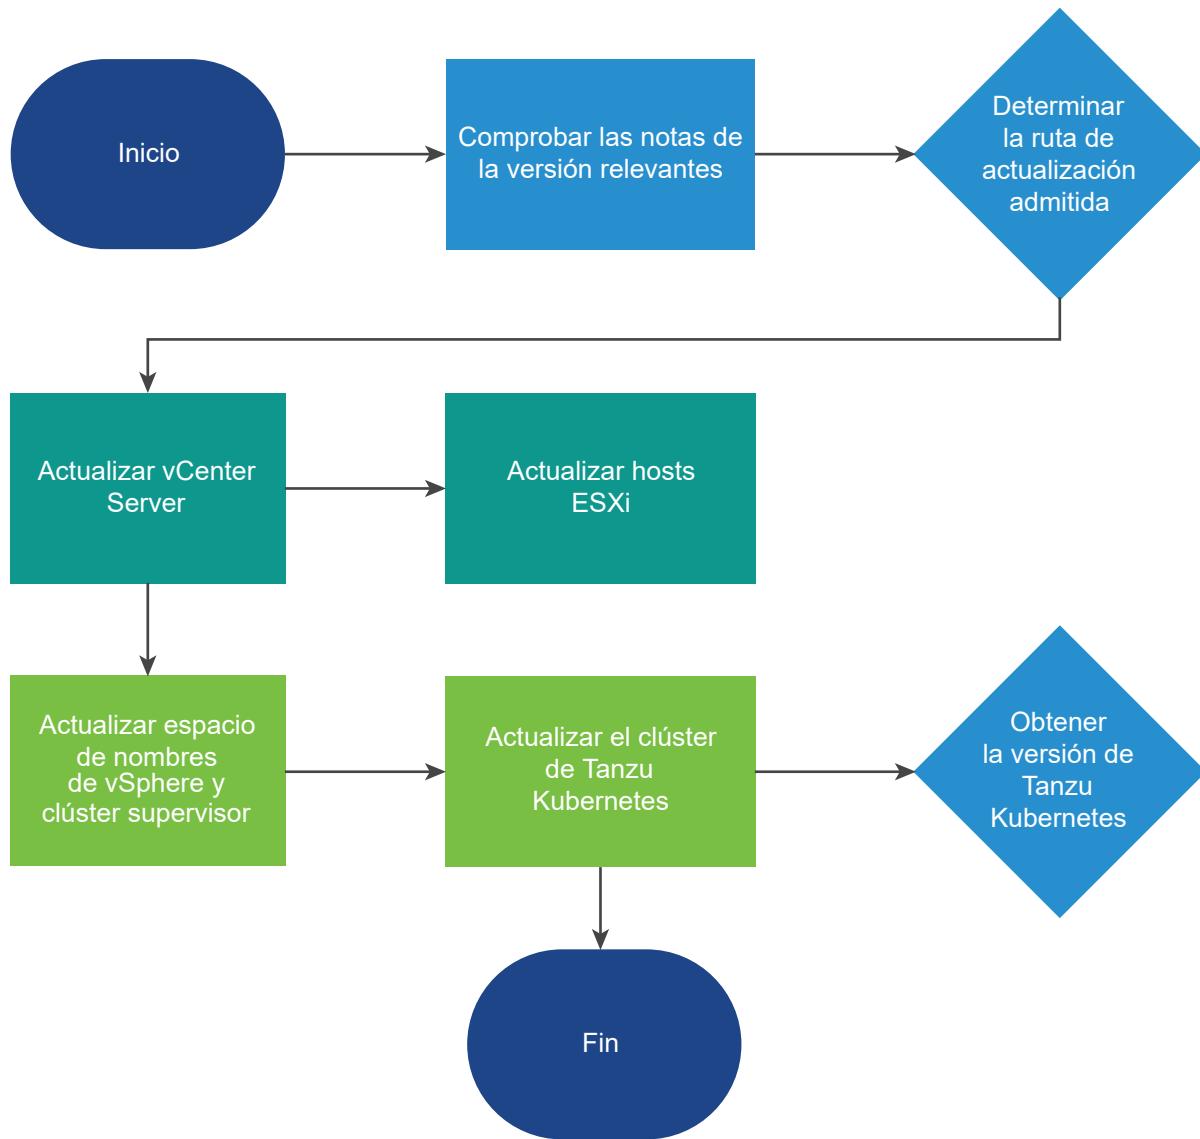 Inicio
Comprobar las notas de
la versión relevantes
Determinar
la ruta de
actualización
admitida
Actualizar vCenter
Server
Actualizar hosts
ESXi
Actualizar espacio
de nombres
de vSphere y
clúster supervisor
Actualizar el clúster
de Tanzu
Kubernetes
Obtener
la versión de
Tanzu
Kubernetes
Fin